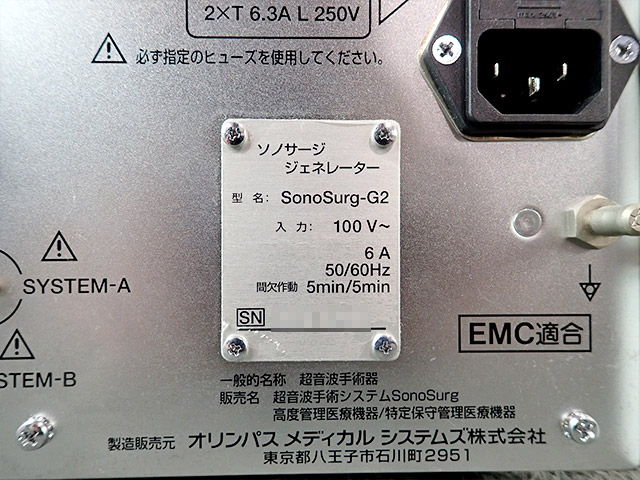 2×T 6.3A L 250V
必ず指定のヒューズを使用してください。
ソノサージ
ジェネレーター
型 名: SonoSurg-G2
入 力: 100 V~
6 A
50/60Hz
間欠作動 5min/5min
SN
SYSTEM-A
STEM-B
EMC適合
一般的名称 超音波手術器
販売名 超音波手術システムSonoSurg
高度管理医療機器/特定保守管理医療機器
製造販売元 オリンパス メディカル システムズ株式会社
東京都八王子市石川町2951